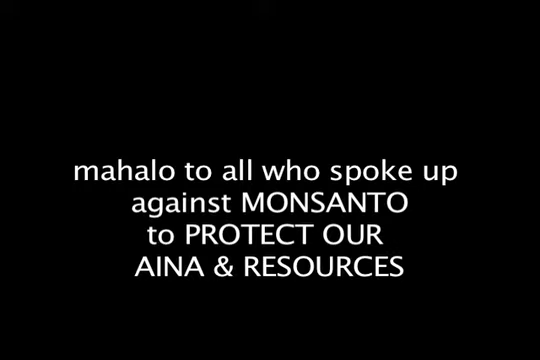 mahalo to all who spoke up
against MONSANTO
to PROTECT OUR
AINA & RESOURCES